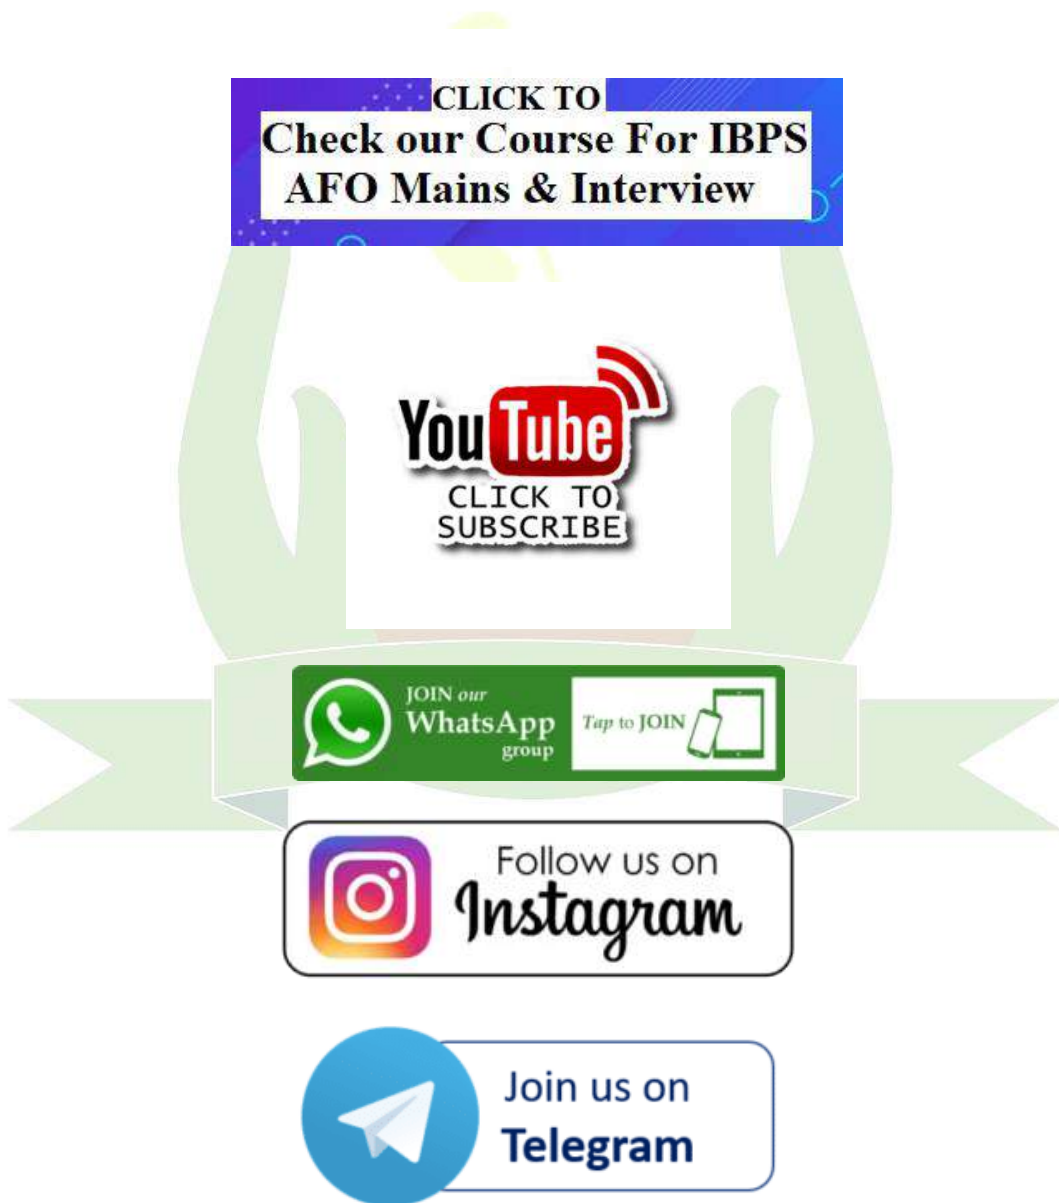 CLICK TO
Check our Course For IBPS
AFO Mains & Interview
YouTube
CLICK TO
SUBSCRIBE
JOIN our
WhatsApp
group
Tap to JOIN
Follow us on
Instagram
Join us on
Telegram